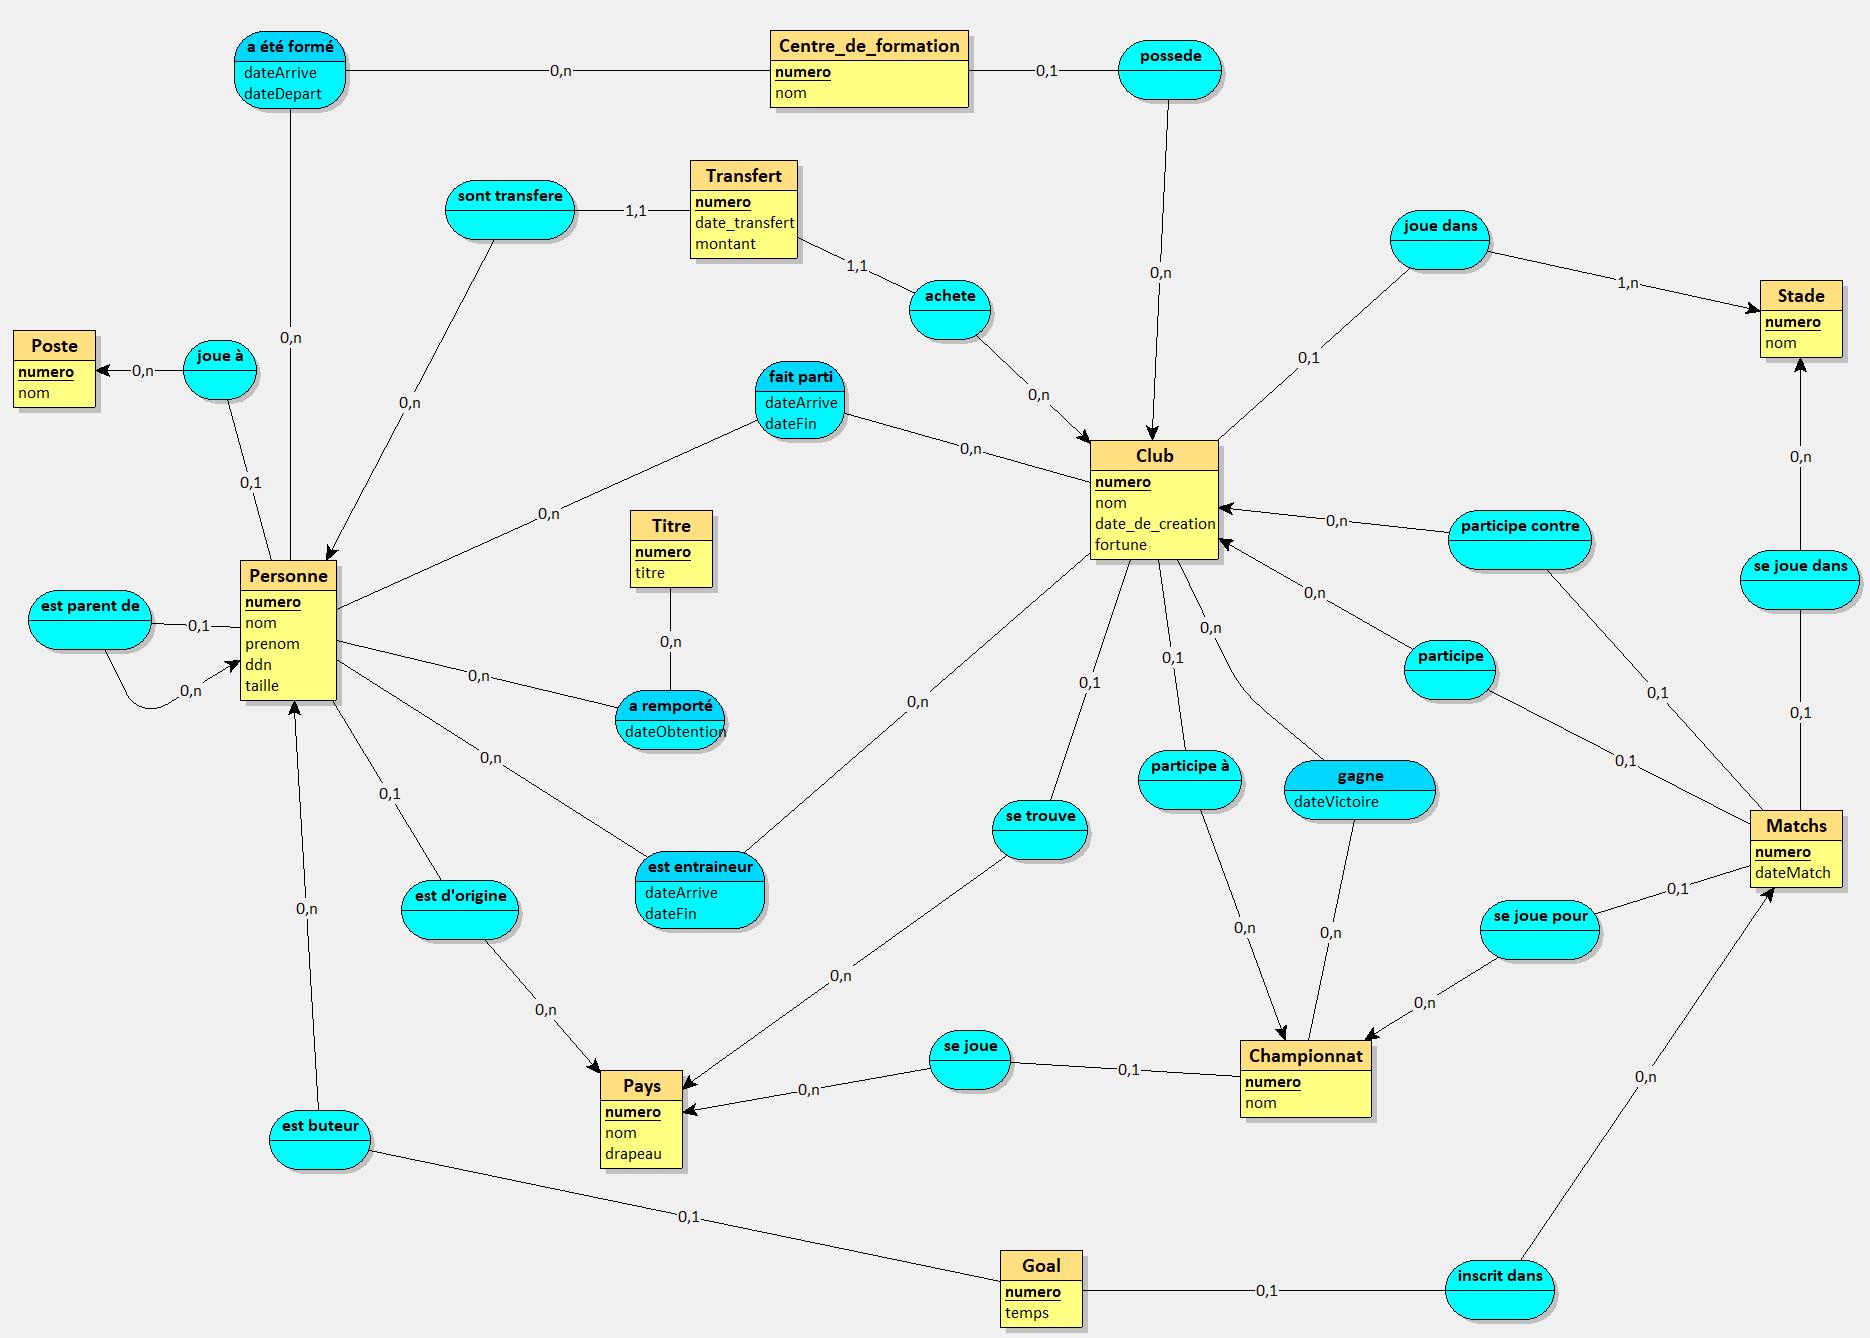 a été formé
dateArrive
dateDepart
0,n
Centre_de_formation
numero
nom
0,1
possede
sont transfere
1,1
Transfert
numero
date_transfert
montant
1,1
achete
0,n
joue dans
1,n
Stade
numero
nom
0,1
Poste
numero
nom
0,n
joue à
0,n
0,n
0,n
0,1
fait parti
dateArrive
dateFin
0,n
0,n
Club
numero
nom
date_de_creation
fortune
0,n
participe contre
0,n
se joue dans
0,n
Titre
numero
titre
0,n
Personne
numero
nom
prenom
ddn
taille
est parent de
0,1
0,n
0,n
a remporté
dateObtention
0,n
0,n
0,1
0,1
0,n
participe
0,1
0,1
0,1
0,n
0,1
est entraineur
dateArrive
dateFin
se trouve
participe à
gagne
dateVictoire
Matchs
numero
dateMatch
0,n
est d'origine
0,n
0,n
0,n
0,n
0,1
se joue pour
0,n
0,n
Pays
numero
nom
drapeau
0,n
se joue
0,1
Championnat
numero
nom
est buteur
0,1
Goal
numero
temps
0,1
inscrit dans